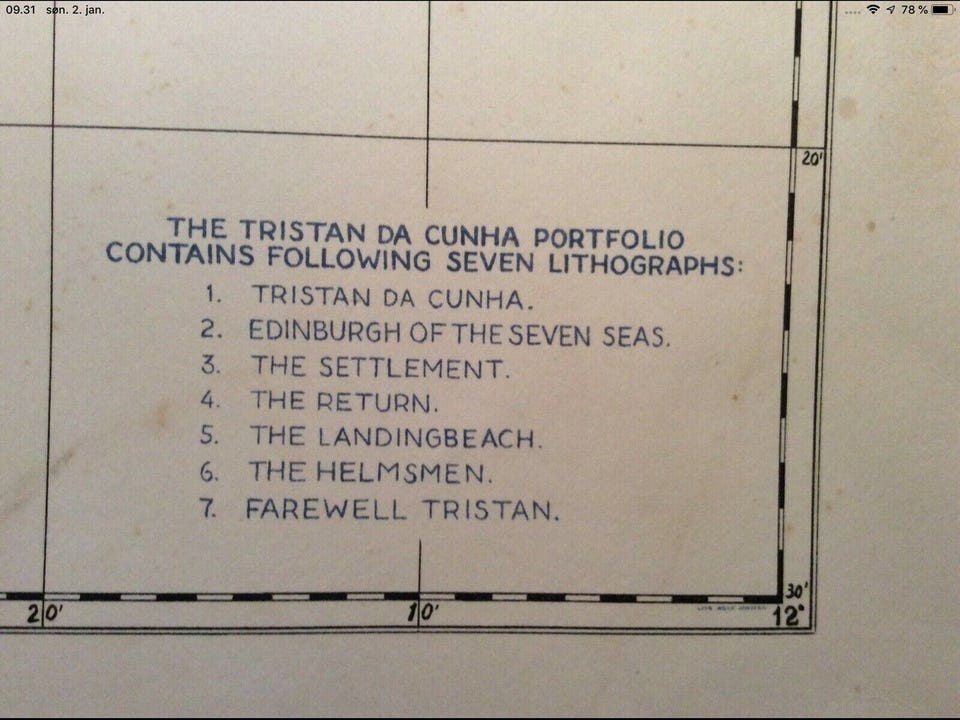 09.31 søn. 2. jan.
78 %
20'
THE TRISTAN DA CUNHA PORTFOLIO
CONTAINS FOLLOWING SEVEN LITHOGRAPHS:
1. TRISTAN DA CUNHA.
2. EDINBURGH OF THE SEVEN SEAS.
3. THE SETTLEMENT.
4. THE RETURN.
5. THE LANDINGBEACH.
6. THE HELMSMEN.
7. FAREWELL TRISTAN.
30'
20' 10' 12°